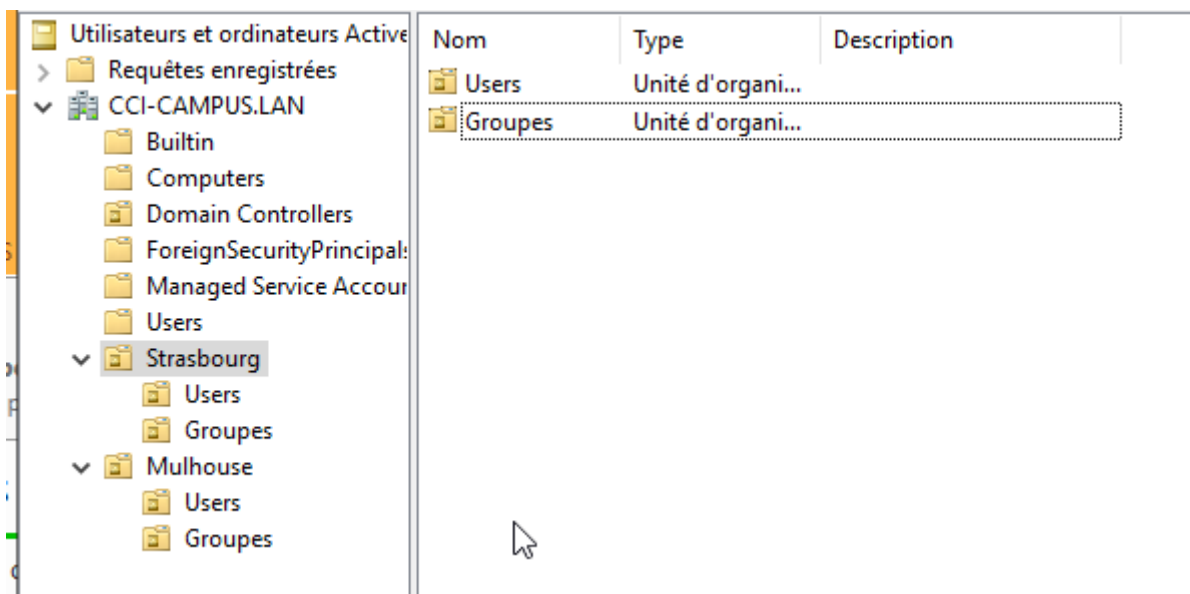 Utilisateurs et ordinateurs Active
Requêtes enregistrées
CCI-CAMPUS.LAN
Builtin
Computers
Domain Controllers
ForeignSecurityPrincipals
Managed Service Accour
Users
Strasbourg
Users
Groupes
Mulhouse
Users
Groupes
Nom Type Description
Users Unité d'organi...
Groupes Unité d'organi...